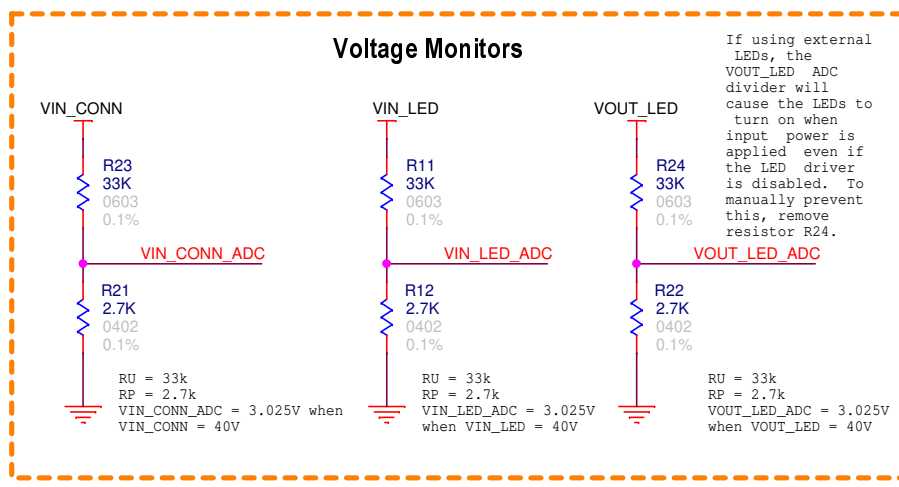 Voltage Monitors
If using external
LEDs, the
VOUT_LED ADC
divider will
cause the LEDs to
turn on when
input power is
applied even if
the LED driver
is disabled. To
manually prevent
this, remove
resistor R24.
VIN_CONN
R23
33K
0603
0.1%
VIN_CONN_ADC
R21
2.7K
0402
0.1%
RU = 33k
RP = 2.7k
VIN_CONN_ADC = 3.025V when
VIN_CONN = 40V
VIN_LED
R11
33K
0603
0.1%
VIN_LED_ADC
R12
2.7K
0402
0.1%
RU = 33k
RP = 2.7k
VIN_LED_ADC = 3.025V
when VIN_LED = 40V
VOUT_LED
R24
33K
0603
0.1%
VOUT_LED_ADC
R22
2.7K
0402
0.1%
RU = 33k
RP = 2.7k
VOUT_LED_ADC = 3.025V
when VOUT_LED = 40V